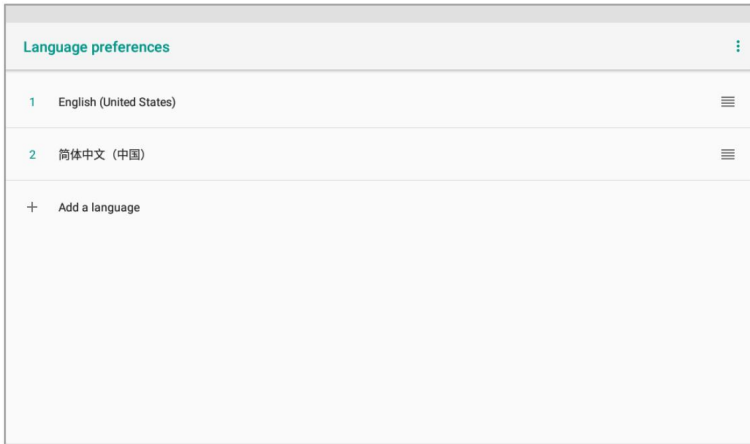 Language preferences
1 English (United States)
2 简体中文（中国）
+ Add a language